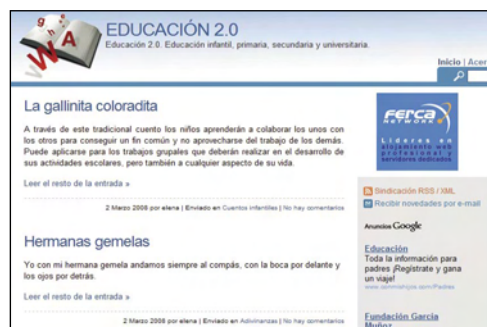 g h i
W A
EDUCACIÓN 2.0
Educación 2.0. Educación infantil, primaria, secundaria y universitaria.
Inicio | Acer
La gallinita coloradita
A través de este tradicional cuento los niños aprenderán a colaborar los unos con
los otros para conseguir un fin común y no aprovecharse del trabajo de los demás.
Puede aplicarse para los trabajos grupales que deberán realizar en el desarrollo de
sus actividades escolares, pero también a cualquier aspecto de su vida.
Leer el resto de la entrada »
2 Marzo 2008 por elena | Enviado en Cuentos infantiles | No hay comentarios
Hermanas gemelas
Yo con mi hermana gemela andamos siempre al compás, con la boca por delante y
los ojos por detrás.
Leer el resto de la entrada »
2 Marzo 2008 por elena | Enviado en Adivinanzas | No hay comentarios
FERCA
NETWORK
Líderes en
alojamiento web
profesional y
servidores dedicados
Sindicación RSS / XML
Recibir novedades por e-mail
Anuncios Google
Educación
Toda la información para
padres ¡Regístrate y gana
un viaje!
Fundación García
Muñoz